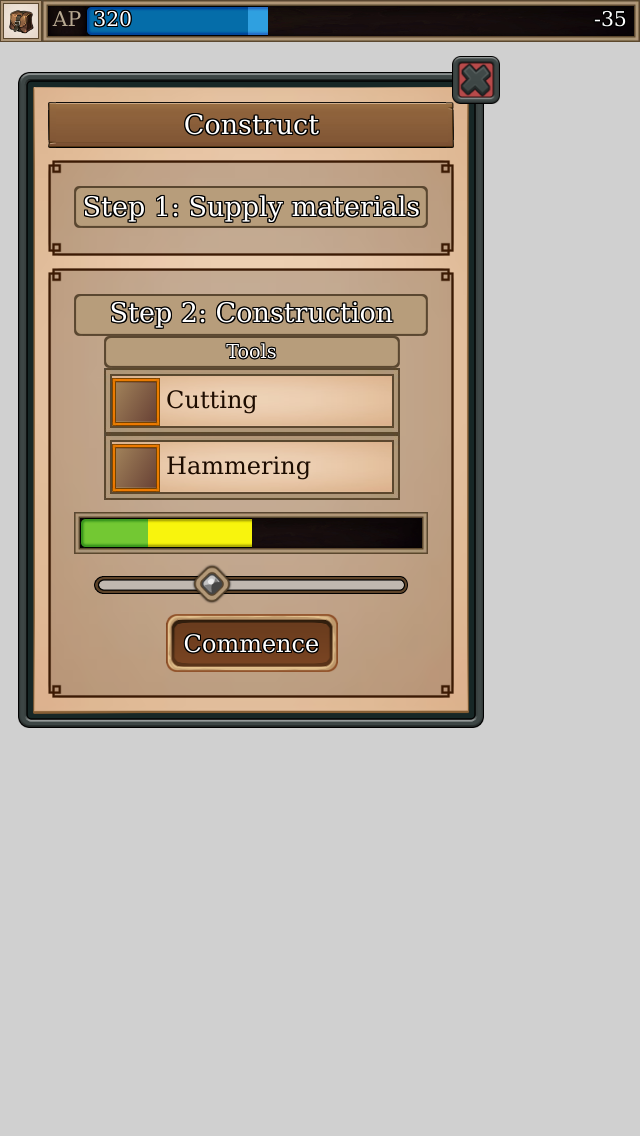 AP 320 -35
Construct
Step 1: Supply materials
Step 2: Construction
Tools
Cutting
Hammering
Commence